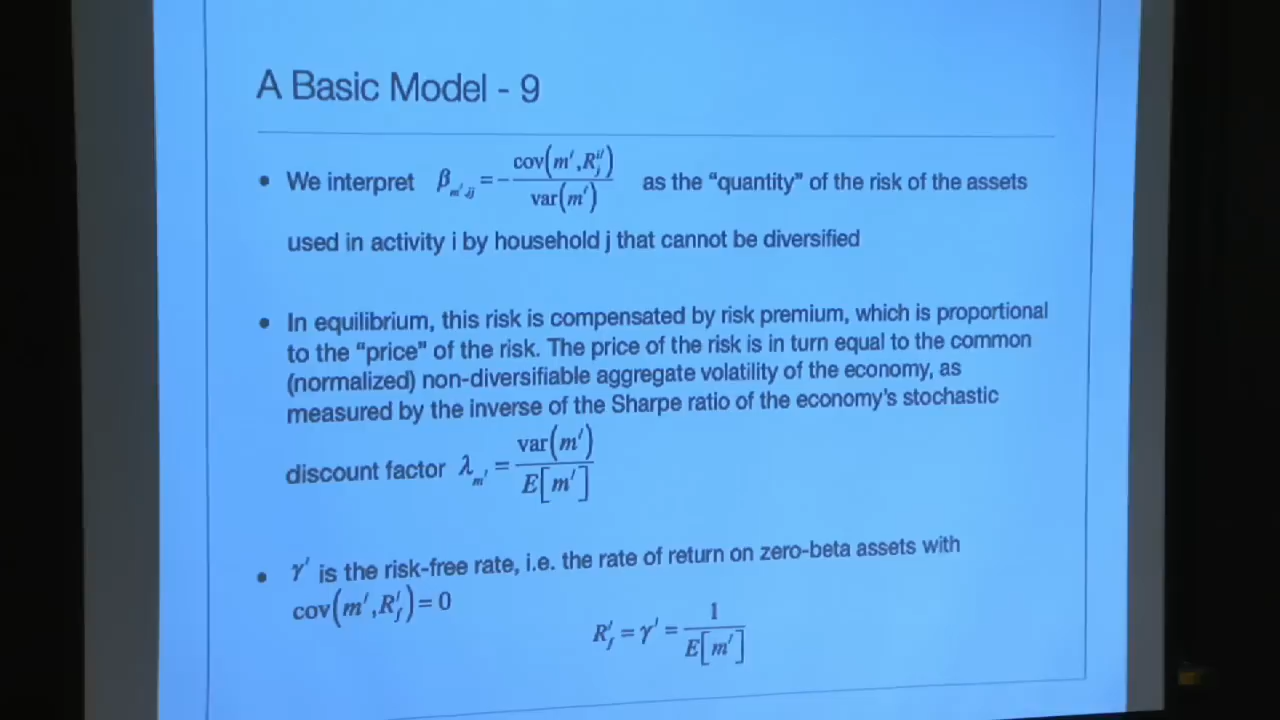 A Basic Model - 9
• We interpret β_{m',ij} = - cov(m', R_j^{i'}) / var(m') as the “quantity” of the risk of the assets
used in activity i by household j that cannot be diversified
• In equilibrium, this risk is compensated by risk premium, which is proportional
to the “price” of the risk. The price of the risk is in turn equal to the common
(normalized) non-diversifiable aggregate volatility of the economy, as
measured by the inverse of the Sharpe ratio of the economy’s stochastic
discount factor λ_{m'} = var(m') / E[m']
• γ' is the risk-free rate, i.e. the rate of return on zero-beta assets with
cov(m', R'_f) = 0
R'_f = γ' = 1 / E[m']